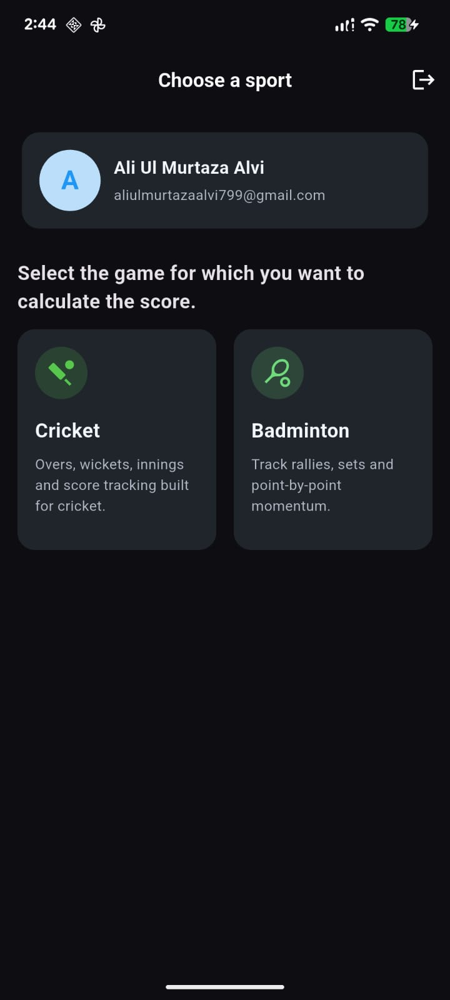 2:44
78
Choose a sport
A
Ali Ul Murtaza Alvi
aliulmurtazaalvi799@gmail.com
Select the game for which you want to
calculate the score.
Cricket
Overs, wickets, innings
and score tracking built
for cricket.
Badminton
Track rallies, sets and
point-by-point
momentum.